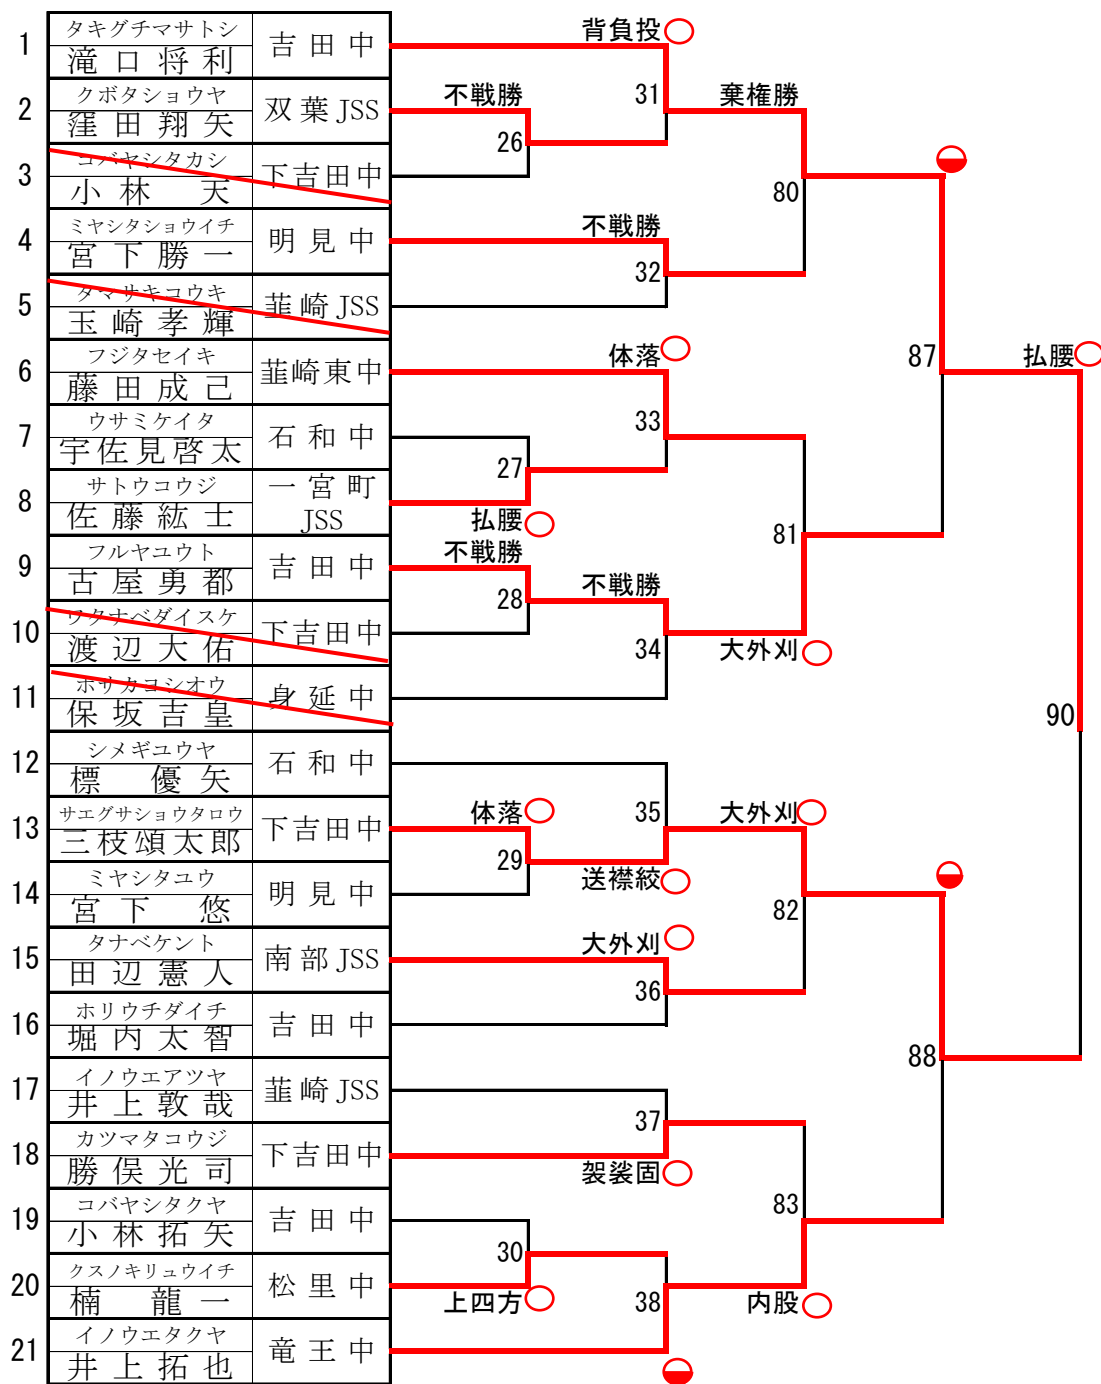 1 タキグチマサトシ 滝口将利 吉田中
2 クボタショウヤ 窪田翔矢 双葉JSS
3 コバヤシタカシ 小林 天 下吉田中
4 ミヤシタショウイチ 宮下勝一 明見中
5 タマサキコウキ 玉崎孝輝 韮崎JSS
6 フジタセイキ 藤田成己 韮崎東中
7 ウサミケイタ 宇佐見啓太 石和中
8 サトウコウジ 佐藤紘士 一宮町JSS
9 フルヤユウト 古屋勇都 吉田中
10 ワタナベダイスケ 渡辺大佑 下吉田中
11 ホサカヨシオウ 保坂吉皇 身延中
12 シメギユウヤ 標 優矢 石和中
13 サエグサショウタロウ 三枝頌太郎 下吉田中
14 ミヤシタユウ 宮下 悠 明見中
15 タナベケント 田辺憲人 南部JSS
16 ホリウチダイチ 堀内太智 吉田中
17 イノウエアツヤ 井上敦哉 韮崎JSS
18 カツマタコウジ 勝俣光司 下吉田中
19 コバヤシタクヤ 小林拓矢 吉田中
20 クスノキリュウイチ 楠 龍一 松里中
21 イノウエタクヤ 井上拓也 竜王中
不戦勝
26
27
払腰
不戦勝
28
体落
29
30
上四方
背負投
31
不戦勝
32
体落
33
不戦勝
34
35
送襟絞
大外刈
36
37
袈裟固
38
棄権勝
80
81
大外刈
大外刈
82
83
内股
87
88
払腰
90